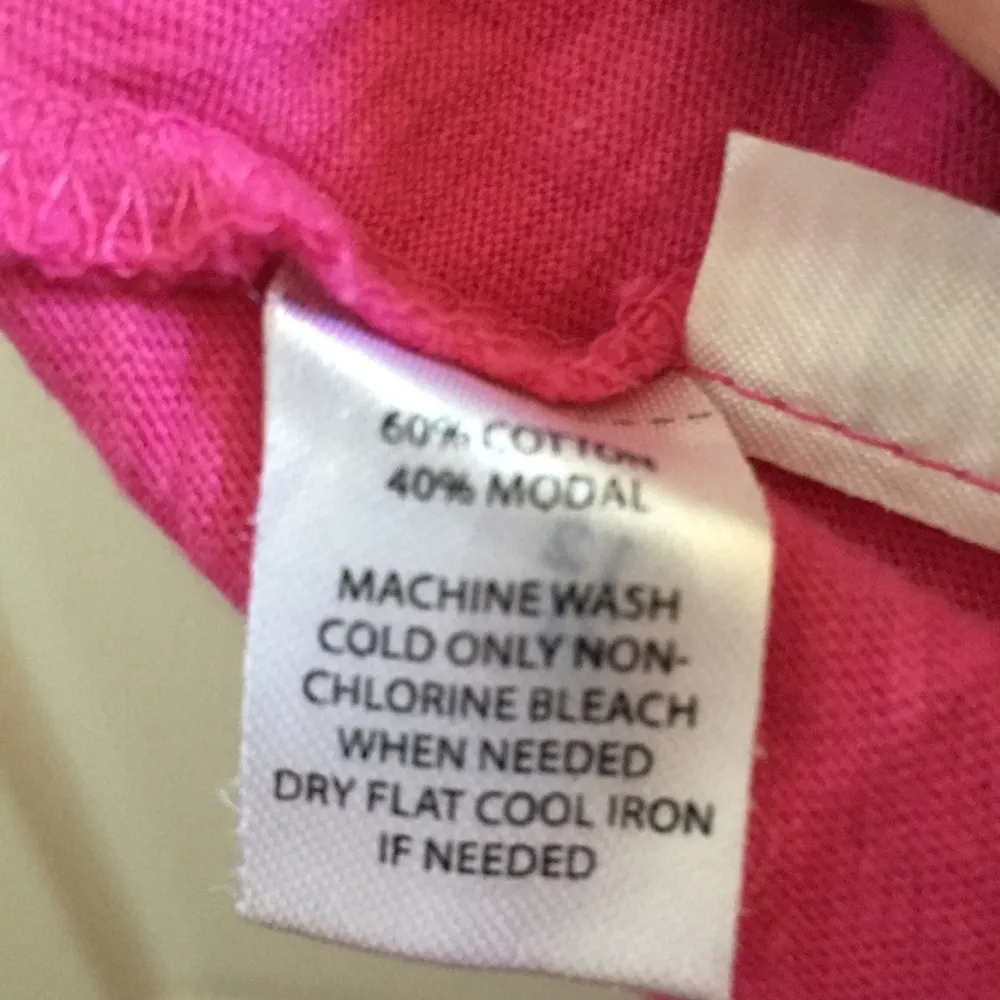 60% COTTON
40% MODAL
MACHINE WASH
COLD ONLY NON-
CHLORINE BLEACH
WHEN NEEDED
DRY FLAT COOL IRON
IF NEEDED